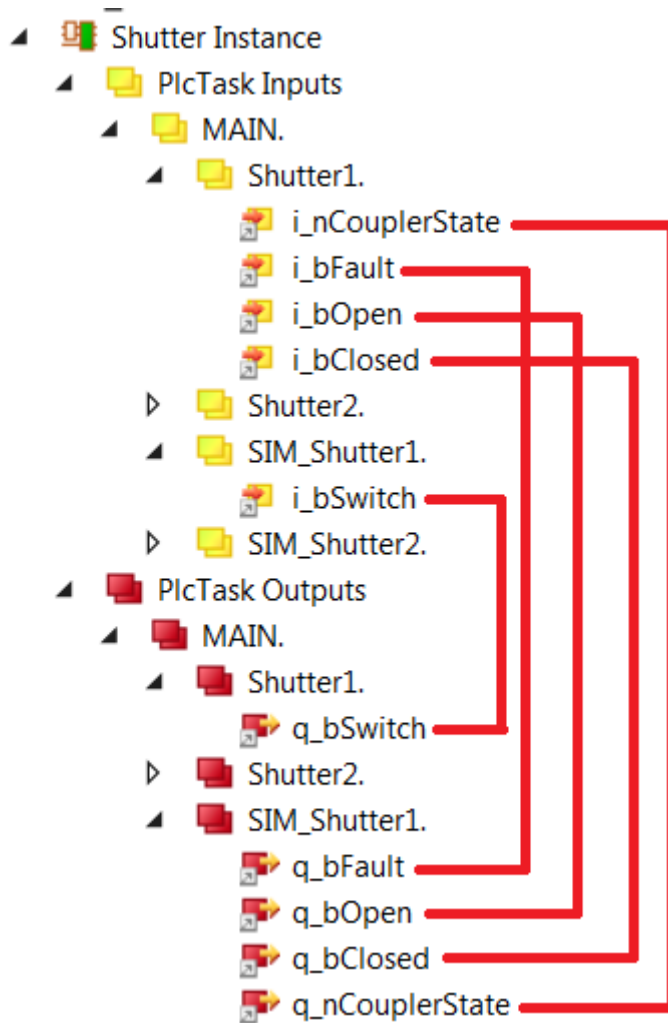 Shutter Instance
PlcTask Inputs
MAIN.
Shutter1.
i_nCouplerState
i_bFault
i_bOpen
i_bClosed
Shutter2.
SIM_Shutter1.
i_bSwitch
SIM_Shutter2.
PlcTask Outputs
MAIN.
Shutter1.
q_bSwitch
Shutter2.
SIM_Shutter1.
q_bFault
q_bOpen
q_bClosed
q_nCouplerState